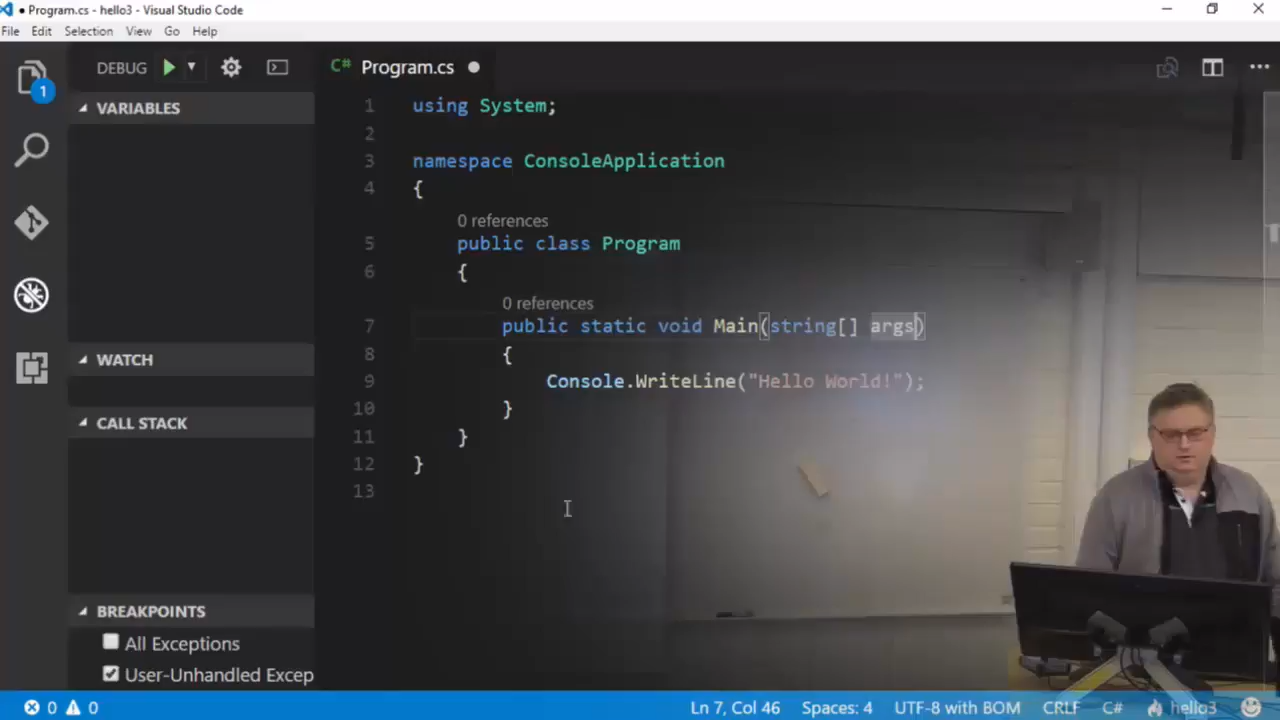 ● Program.cs - hello3 - Visual Studio Code
File Edit Selection View Go Help
1
DEBUG
C# Program.cs ●
VARIABLES
WATCH
CALL STACK
BREAKPOINTS
All Exceptions
User-Unhandled Excep
1 using System;
2
3 namespace ConsoleApplication
4 {
0 references
5 public class Program
6 {
0 references
7 public static void Main(string[] args)
8 {
9 Console.WriteLine("Hello World!");
10 }
11 }
12 }
13
0 0 Ln 7, Col 46 Spaces: 4 UTF-8 with BOM CRLF C# hello3